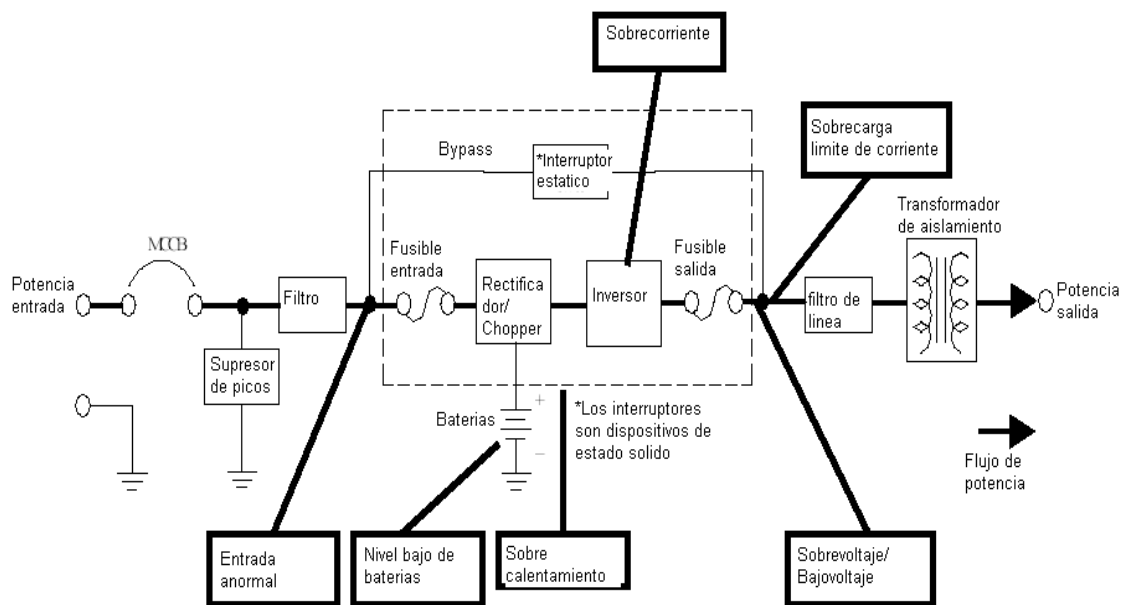 Sobrecorriente
Bypass
*Interruptor
estatico
Sobrecarga
limite de corriente
Transformador
de aislamiento
MCCB
Fusible
entrada
Fusible
salida
Potencia
entrada
Filtro
Rectifica
dor/
Chopper
Inversor
filtro de
linea
Potencia
salida
Supresor
de picos
Baterias
+
−
*Los interruptores
son dispositivos de
estado solido
Flujo de
potencia
Entrada
anormal
Nivel bajo de
baterias
Sobre
calentamiento
Sobrevoltaje/
Bajovoltaje